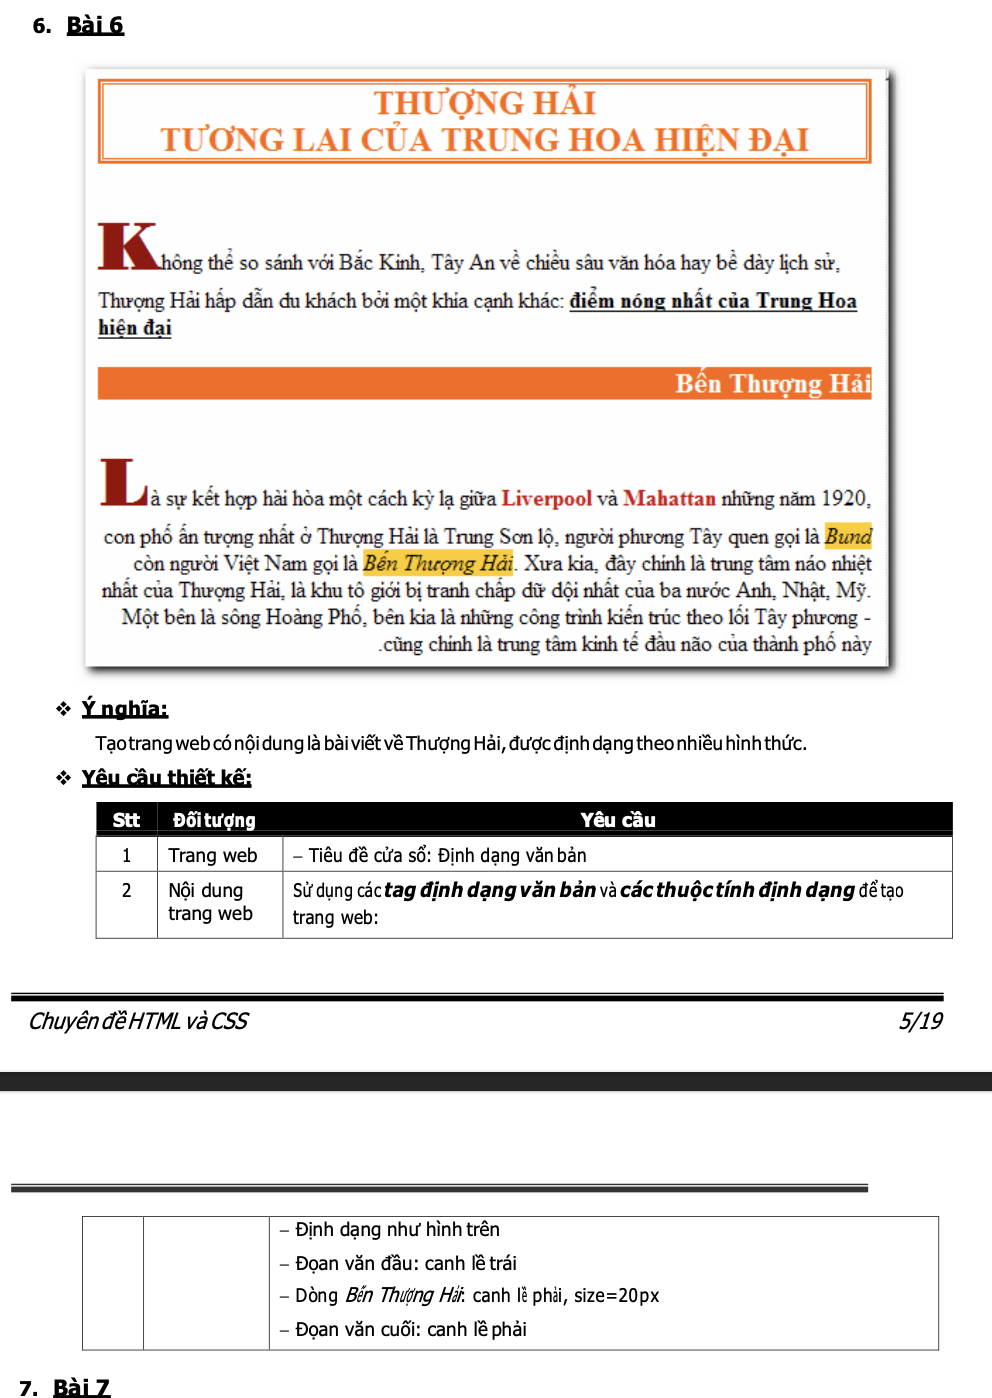 6. Bài 6
THƯỢNG HẢI
TƯƠNG LAI CỦA TRUNG HOA HIỆN ĐẠI
Không thể so sánh với Bắc Kinh, Tây An về chiều sâu văn hóa hay bề dày lịch sử,
Thượng Hải hấp dẫn du khách bởi một khia cạnh khác: điểm nóng nhất của Trung Hoa
hiện đại
Bến Thượng Hải
Là sự kết hợp hài hòa một cách kỳ lạ giữa Liverpool và Mahattan những năm 1920,
con phố ấn tượng nhất ở Thượng Hải là Trung Sơn lộ, người phương Tây quen gọi là Bund
còn người Việt Nam gọi là Bến Thượng Hải. Xưa kia, đây chính là trung tâm náo nhiệt
nhất của Thượng Hải, là khu tô giới bị tranh chấp dữ dội nhất của ba nước Anh, Nhật, Mỹ.
Một bên là sông Hoàng Phố, bên kia là những công trình kiến trúc theo lối Tây phương -
.cũng chính là trung tâm kinh tế đầu não của thành phố này
❖ Ý nghĩa:
Tạo trang web có nội dung là bài viết về Thượng Hải, được định dạng theo nhiều hình thức.
❖ Yêu cầu thiết kế:
Stt Đối tượng Yêu cầu
1 Trang web – Tiêu đề cửa sổ: Định dạng văn bản
2 Nội dung Sử dụng các tag định dạng văn bản và các thuộc tính định dạng để tạo
trang web trang web:
Chuyên đề HTML và CSS 5/19
– Định dạng như hình trên
– Đọan văn đầu: canh lề trái
– Dòng Bến Thượng Hải: canh lề phải, size=20px
– Đọan văn cuối: canh lề phải
7. Bài 7